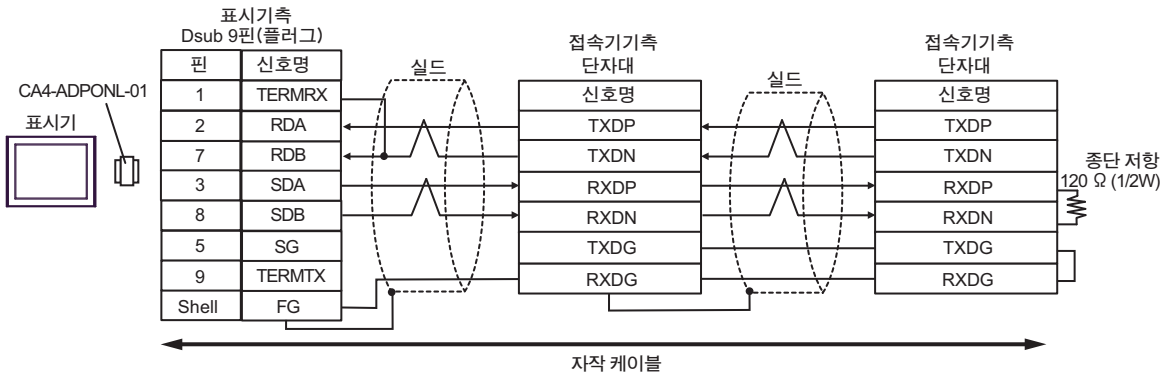 표시기측
Dsub 9핀(플러그)
핀 신호명
1 TERMRX
2 RDA
7 RDB
3 SDA
8 SDB
5 SG
9 TERMTX
Shell FG
CA4-ADPONL-01
표시기
실드
접속기기측
단자대
신호명
TXDP
TXDN
RXDP
RXDN
TXDG
RXDG
실드
접속기기측
단자대
신호명
TXDP
TXDN
RXDP
RXDN
TXDG
RXDG
종단 저항
120 Ω (1/2W)
자작 케이블